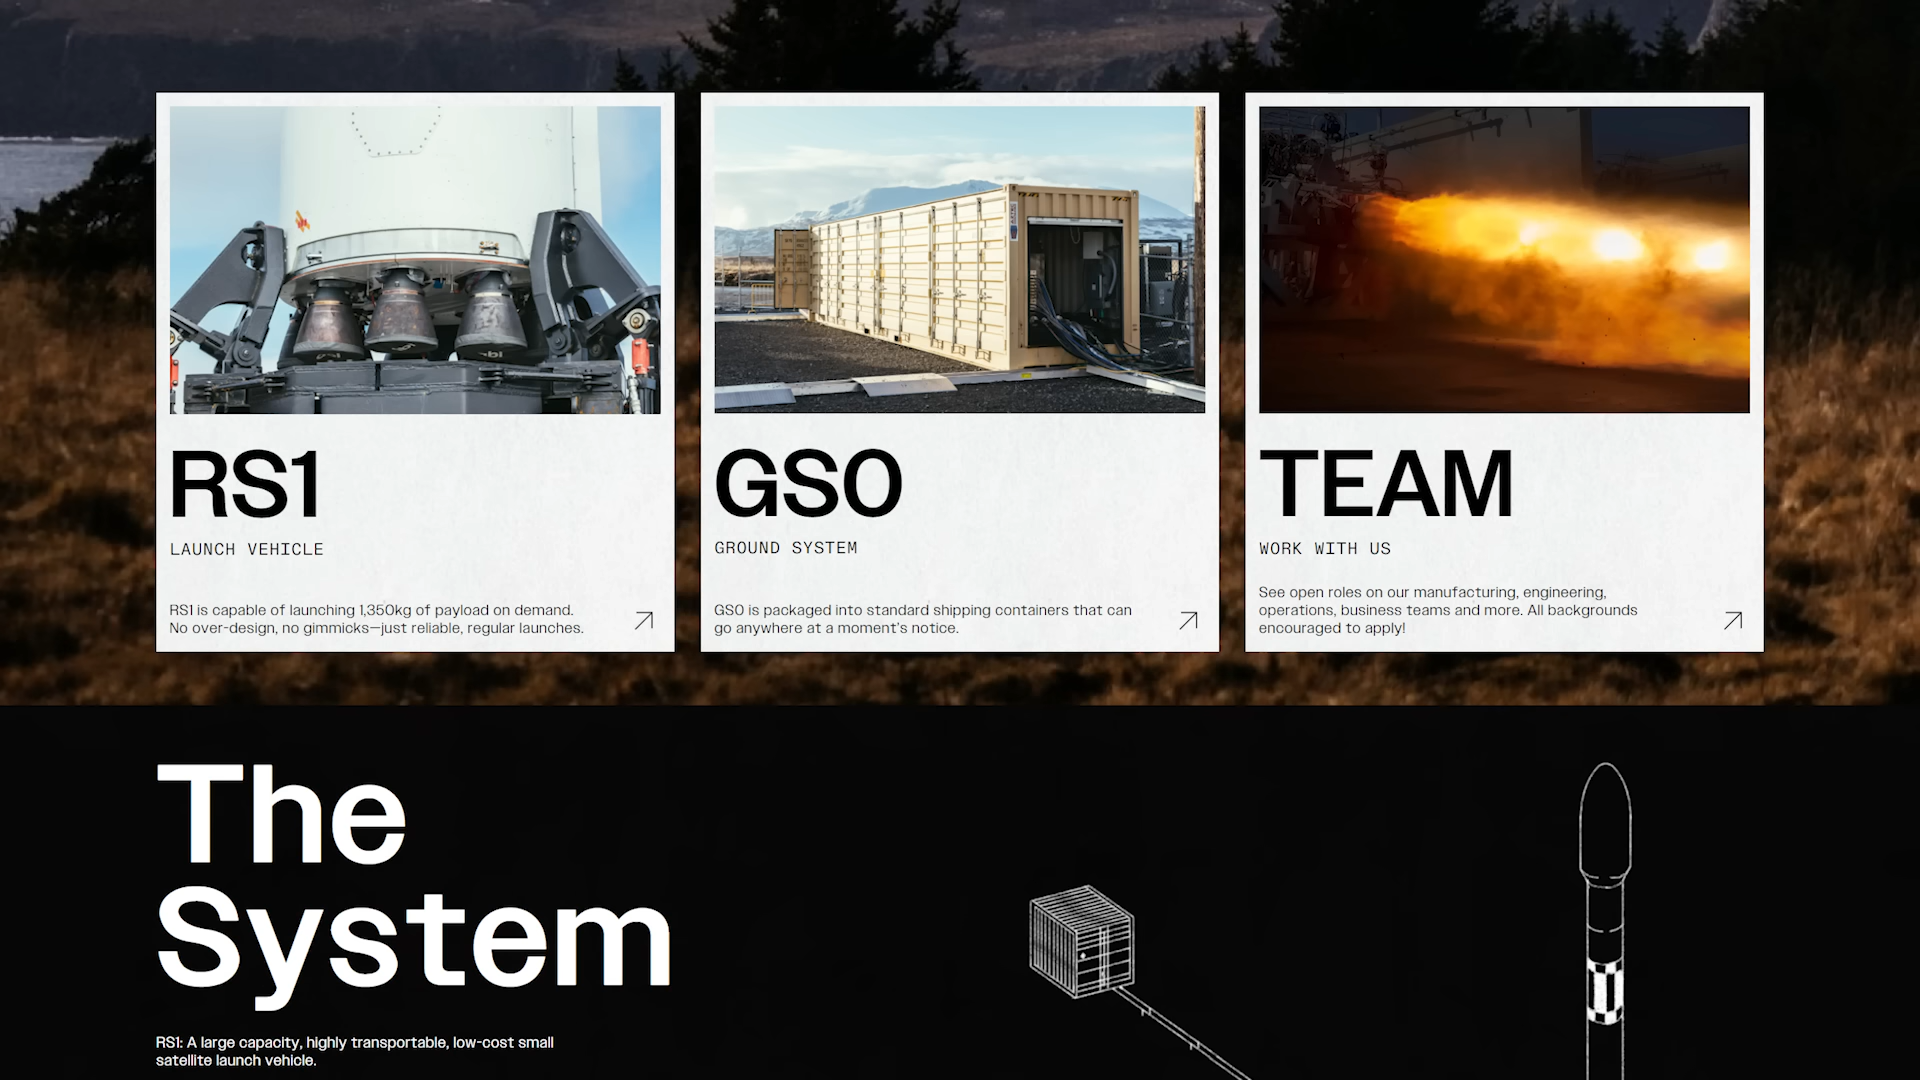 RS1
LAUNCH VEHICLE
RS1 is capable of launching 1,350kg of payload on demand.
No over-design, no gimmicks—just reliable, regular launches.
GS0
GROUND SYSTEM
GS0 is packaged into standard shipping containers that can
go anywhere at a moment's notice.
TEAM
WORK WITH US
See open roles on our manufacturing, engineering,
operations, business teams and more. All backgrounds
encouraged to apply!
The
System
RS1: A large capacity, highly transportable, low-cost small
satellite launch vehicle.